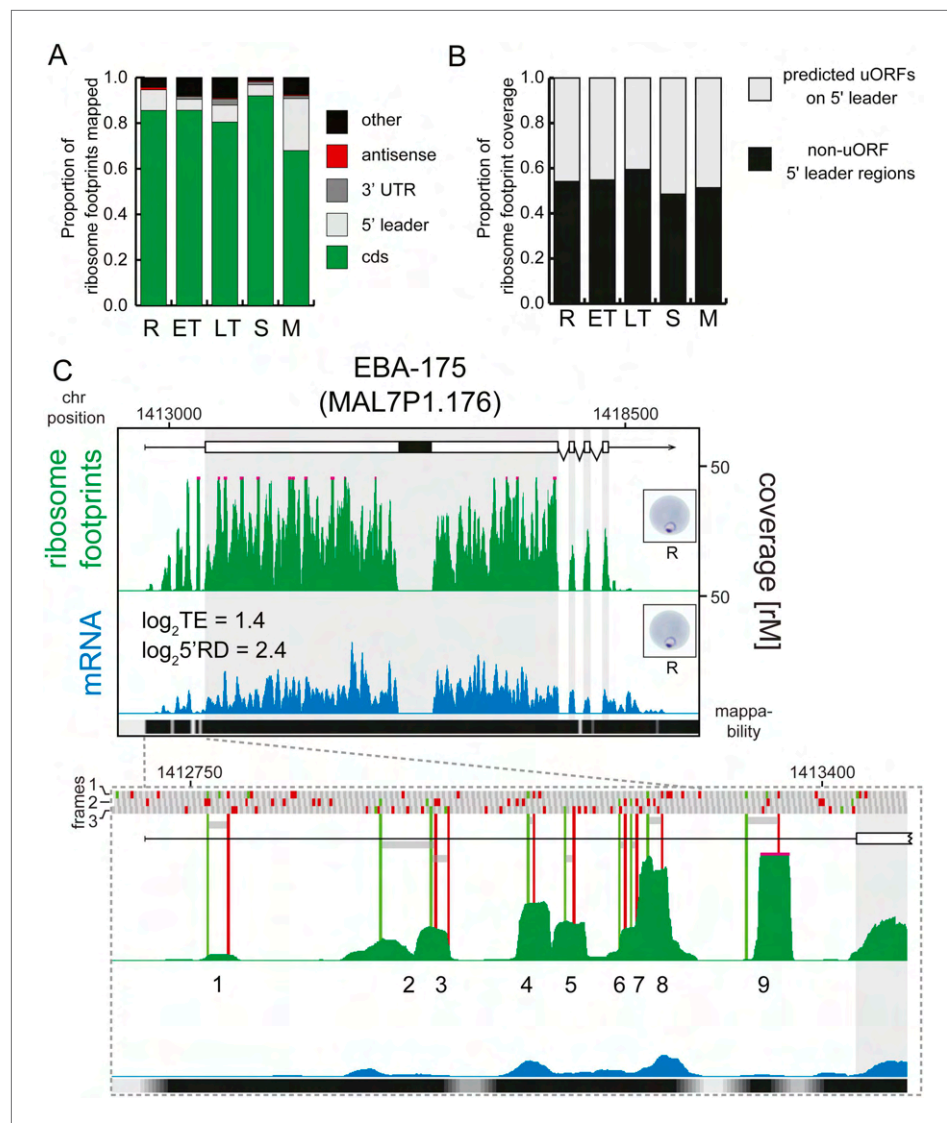 A
Proportion of
ribosome footprints mapped
1.0
0.8
0.6
0.4
0.2
0.0
R ET LT S M
other
antisense
3' UTR
5' leader
cds
B
Proportion of
ribosome footprint coverage
1.0
0.8
0.6
0.4
0.2
0.0
R ET LT S M
predicted uORFs
on 5' leader
non-uORF
5' leader regions
C
EBA-175
(MAL7P1.176)
chr
position
1413000
1418500
ribosome
footprints
50
R
coverage [rM]
mRNA
50
log2TE = 1.4
log25'RD = 2.4
R
mappa-
bility
1412750
1413400
frames
1
2
3
1 2 3 4 5 6 7 8 9